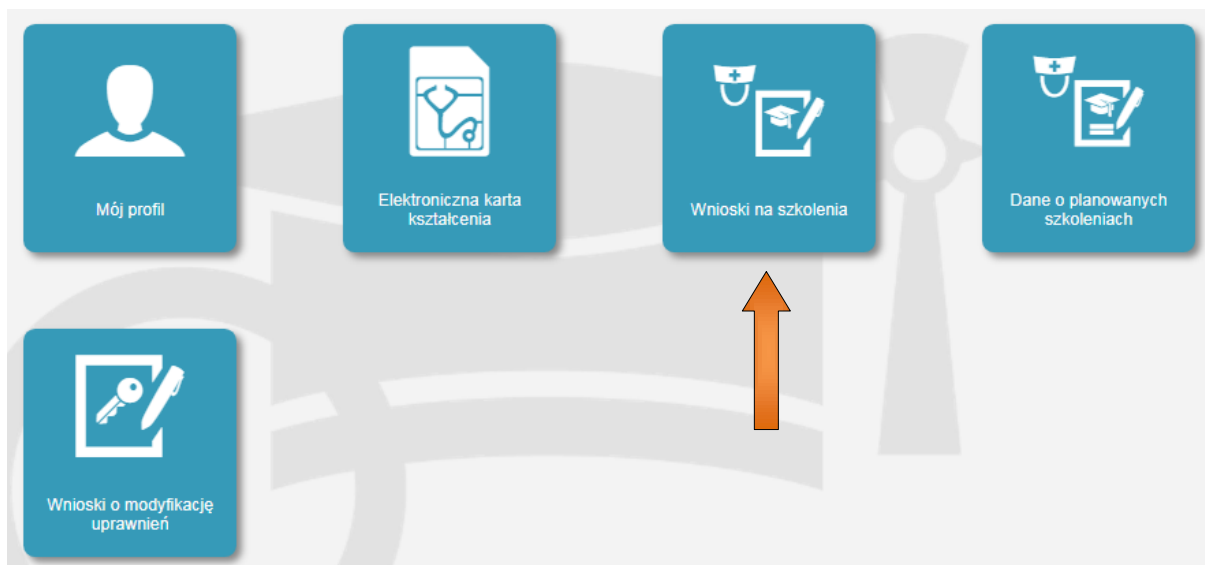 Mój profil
Elektroniczna karta
kształcenia
Wnioski na szkolenia
Dane o planowanych
szkoleniach
Wnioski o modyfikację
uprawnień